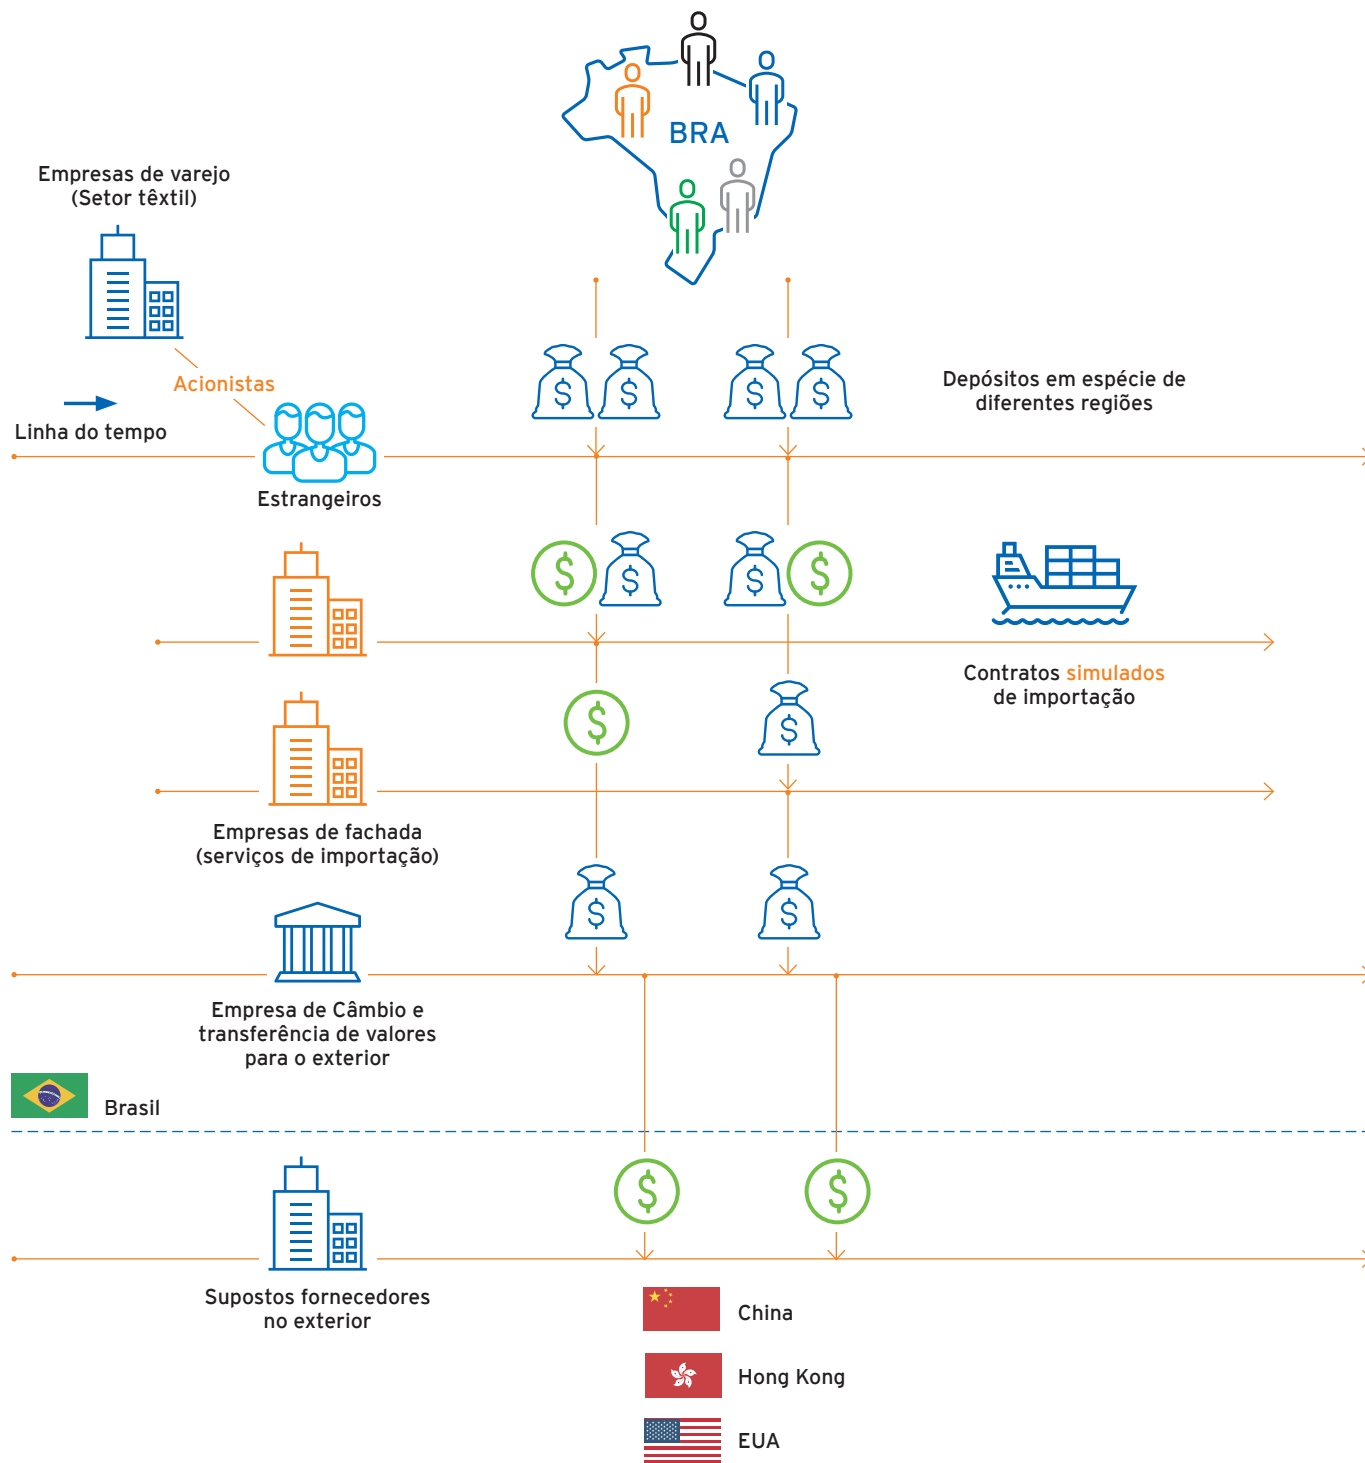 BRA
Empresas de varejo
(Setor têxtil)
Acionistas
Linha do tempo
Estrangeiros
$ $ $ $
Depósitos em espécie de
diferentes regiões
$ $ $ $
Contratos simulados
de importação
$ $
Empresas de fachada
(serviços de importação)
$ $
Empresa de Câmbio e
transferência de valores
para o exterior
Brasil
$ $
Supostos fornecedores
no exterior
China
Hong Kong
EUA